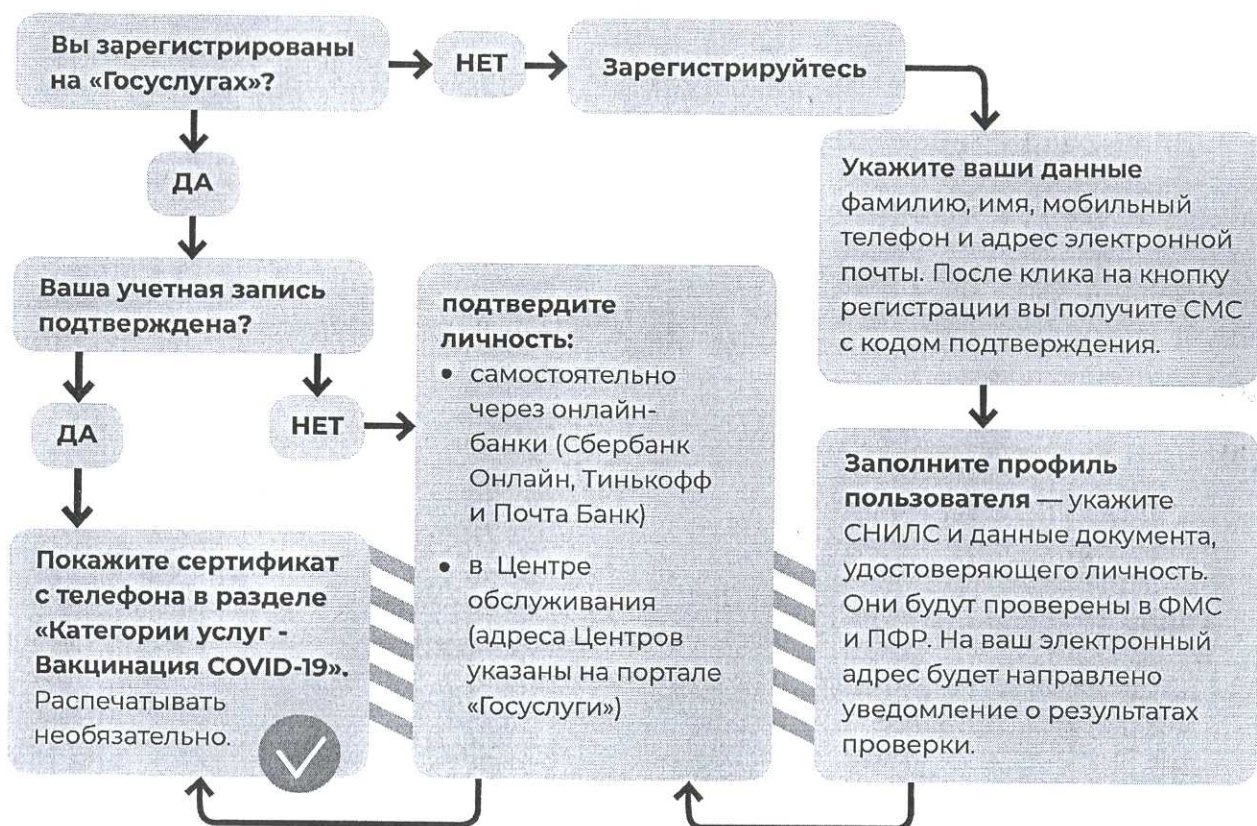 Вы зарегистрированы
на «Госуслугах»?
НЕТ
Зарегистрируйтесь
ДА
Укажите ваши данные
фамилию, имя, мобильный
телефон и адрес электронной
почты. После клика на кнопку
регистрации вы получите СМС
с кодом подтверждения.
Ваша учетная запись
подтверждена?
ДА
НЕТ
подтвердите
личность:
• самостоятельно
через онлайн-
банки (Сбербанк
Онлайн, Тинькофф
и Почта Банк)
• в Центре
обслуживания
(адреса Центров
указаны на портале
«Госуслуги»)
Заполните профиль
пользователя — укажите
СНИЛС и данные документа,
удостоверяющего личность.
Они будут проверены в ФМС
и ПФР. На ваш электронный
адрес будет направлено
уведомление о результатах
проверки.
Покажите сертификат
с телефона в разделе
«Категории услуг -
Вакцинация COVID-19».
Распечатывать
необязательно.